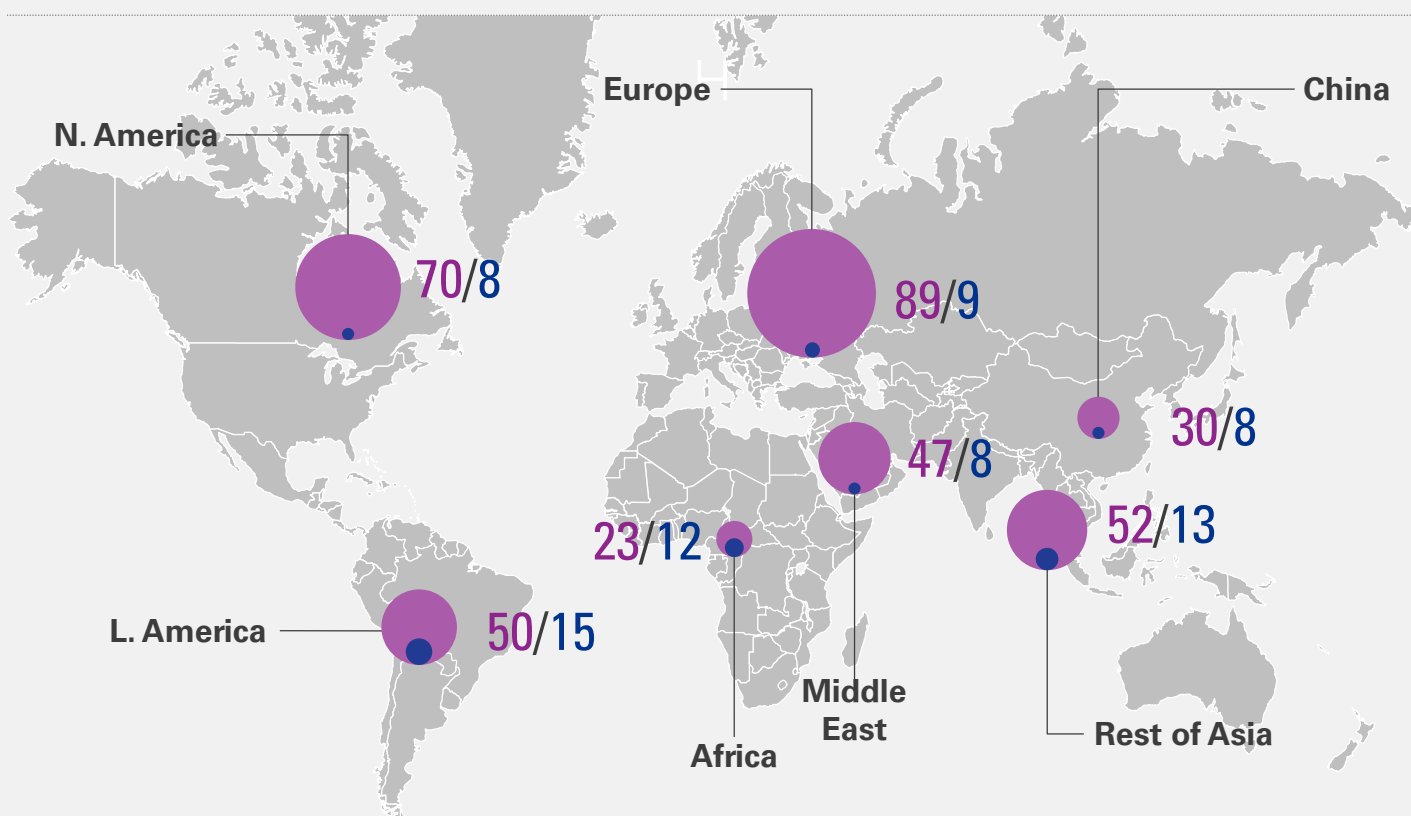 Europe
China
N. America
70/8
89/9
30/8
47/8
52/13
23/12
L. America
50/15
Middle
East
Rest of Asia
Africa